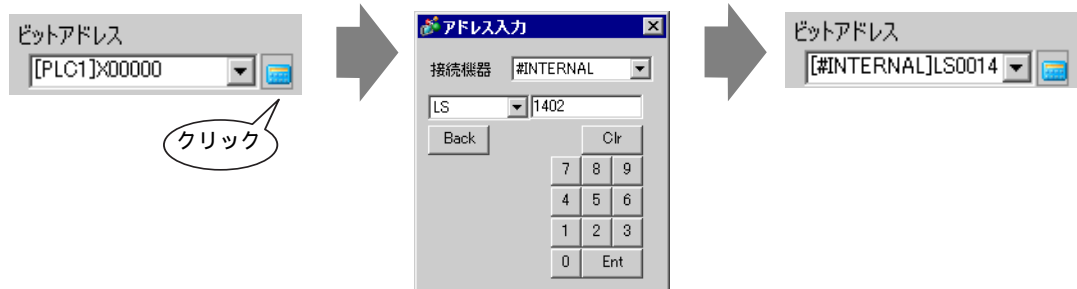 ビットアドレス
[PLC1]X00000
クリック
アドレス入力
接続機器 #INTERNAL
LS 1402
Back Clr
7 8 9
4 5 6
1 2 3
0 Ent
ビットアドレス
[#INTERNAL]LS0014